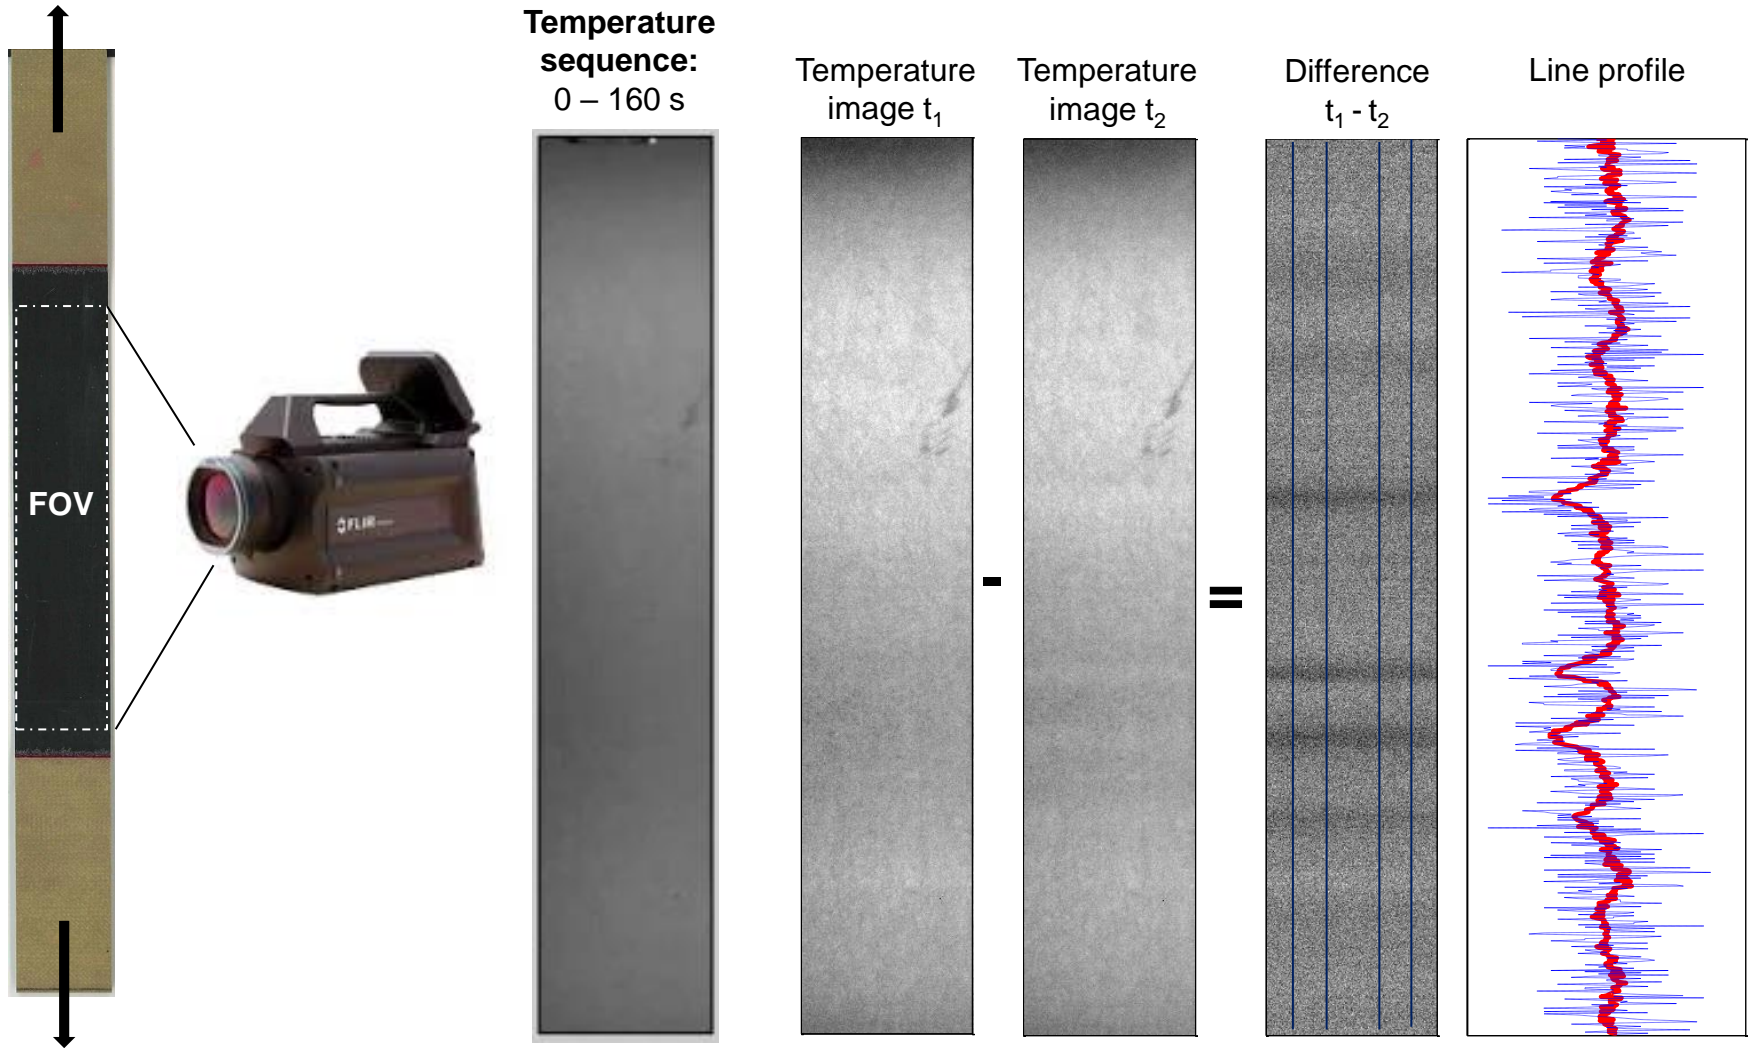 Temperature
sequence:
0 – 160 s
Temperature
image t₁
Temperature
image t₂
Difference
t₁ - t₂
Line profile
FOV
FLIR
-
=